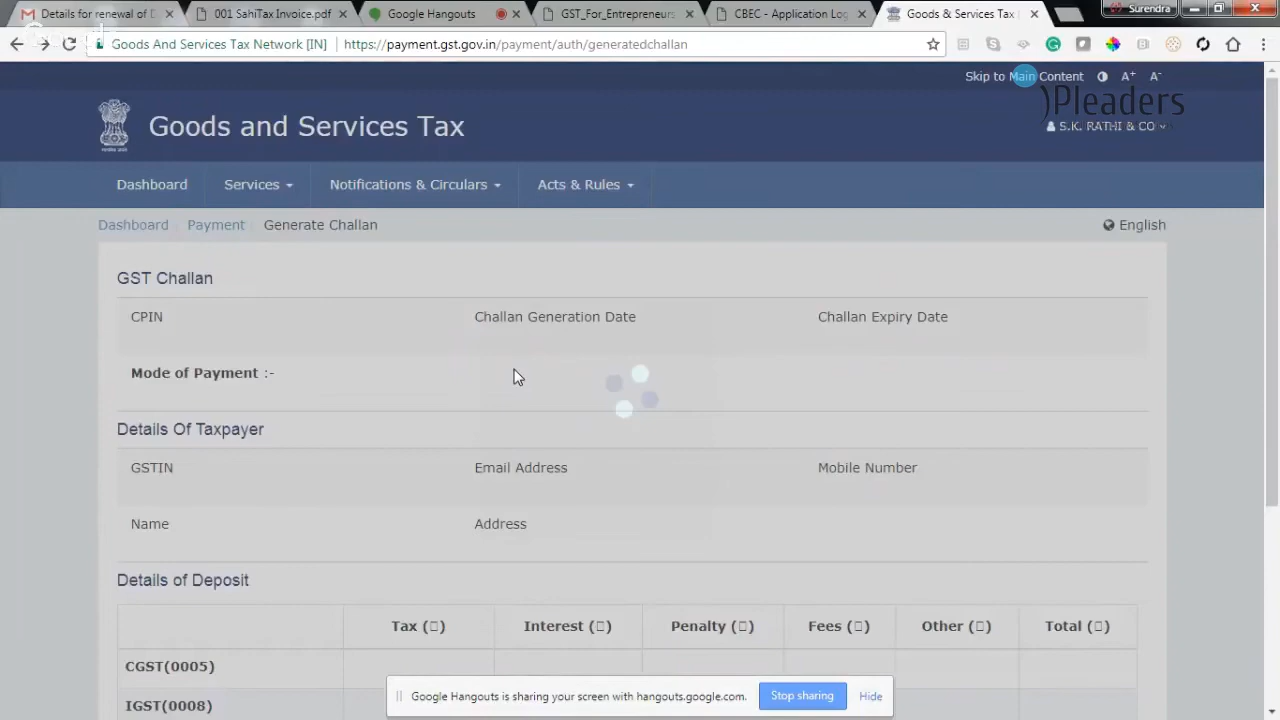 Details for renewal of D
001 SahiTax Invoice.pdf
Google Hangouts
GST_For_Entrepreneurs
CBEC - Application Lo
Goods & Services Tax
Surendra
Goods And Services Tax Network [IN]
https://payment.gst.gov.in/payment/auth/generatedchallan
Skip to Main Content
A+
A-
Pleaders
Goods and Services Tax
S.K. RATHI & CO
Dashboard
Services
Notifications & Circulars
Acts & Rules
Dashboard
Payment
Generate Challan
English
GST Challan
CPIN
Challan Generation Date
Challan Expiry Date
Mode of Payment :-
Details Of Taxpayer
GSTIN
Email Address
Mobile Number
Name
Address
Details of Deposit
Tax (▯)
Interest (▯)
Penalty (▯)
Fees (▯)
Other (▯)
Total (▯)
CGST(0005)
IGST(0008)
Google Hangouts is sharing your screen with hangouts.google.com.
Stop sharing
Hide